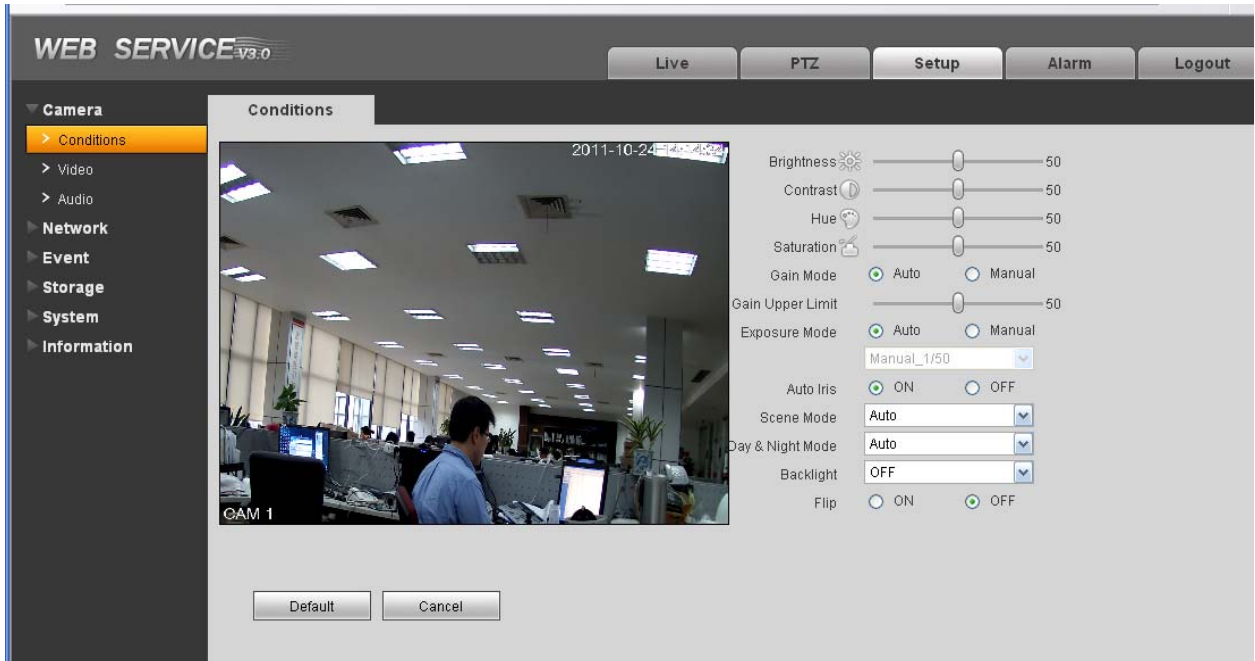 WEB SERVICE V3.0
Live
PTZ
Setup
Alarm
Logout
Camera
> Conditions
> Video
> Audio
Network
Event
Storage
System
Information
Conditions
2011-10-24
CAM 1
Brightness 50
Contrast 50
Hue 50
Saturation 50
Gain Mode Auto Manual
Gain Upper Limit 50
Exposure Mode Auto Manual
Manual_1/50
Auto Iris ON OFF
Scene Mode Auto
Day & Night Mode Auto
Backlight OFF
Flip ON OFF
Default
Cancel